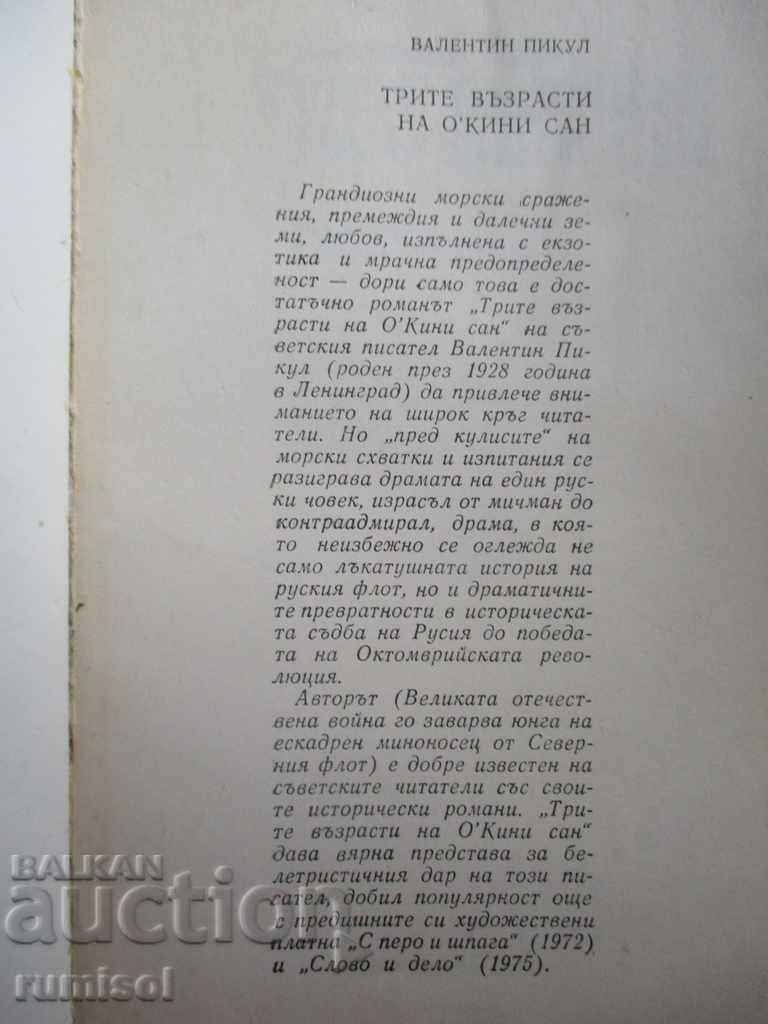 ВАЛЕНТИН ПИКУЛ
ТРИТЕ ВЪЗРАСТИ
НА О'КИНИ САН
Грандиозни морски сраже-
ния, премеждия и далечни зе-
ми, любов, изпълнена с екзо-
тика и мрачна предопределе-
ност — дори само това е дос-
татъчно романът „Трите въз-
расти на О'Кини сан“ на съ-
ветския писател Валентин Пи-
кул (роден през 1928 година
в Ленинград) да привлече вни-
манието на широк кръг чита-
тели. Но „пред кулисите“ на
морски схватки и изпитания се
разиграва драмата на един рус-
ки човек, израсъл от мичман до
контраадмирал, драма, в коя-
то неизбежно се оглежда не
само лъкатушната история на
руския флот, но и драматични-
те превратности в историческа-
та съдба на Русия до победа-
та на Октомврийската рево-
люция.
Авторът (Великата отечест-
вена война го заварва юнга на
ескадрен миноносец от Север-
ния флот) е добре известен на
съветските читатели със свои-
те исторически романи. „Три-
те възрасти на О'Кини сан“
дава вярна представа за бе-
летристичния дар на този пи-
сател, добил популярност още
с предишните си художествени
платна „С перо и шпага“ (1972)
и „Слово и дело“ (1975).
BALKAN
auction
rumisol